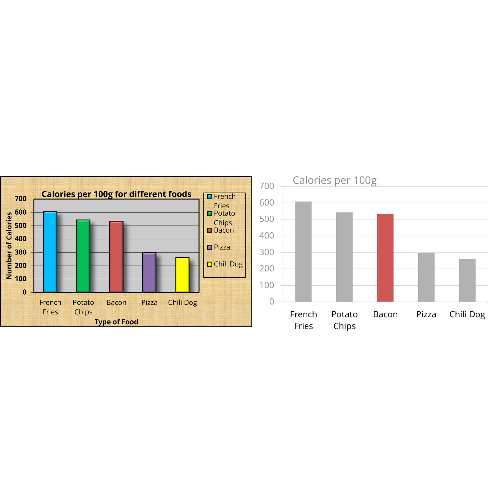 Calories per 100g for different foods
Number of Calories
700
600
500
400
300
200
100
0
French Fries
Potato Chips
Bacon
Pizza
Chili Dog
Type of Food
French Fries
Potato Chips
Bacon
Pizza
Chili Dog
Calories per 100g
700
600
500
400
300
200
100
0
French Fries
Potato Chips
Bacon
Pizza
Chili Dog